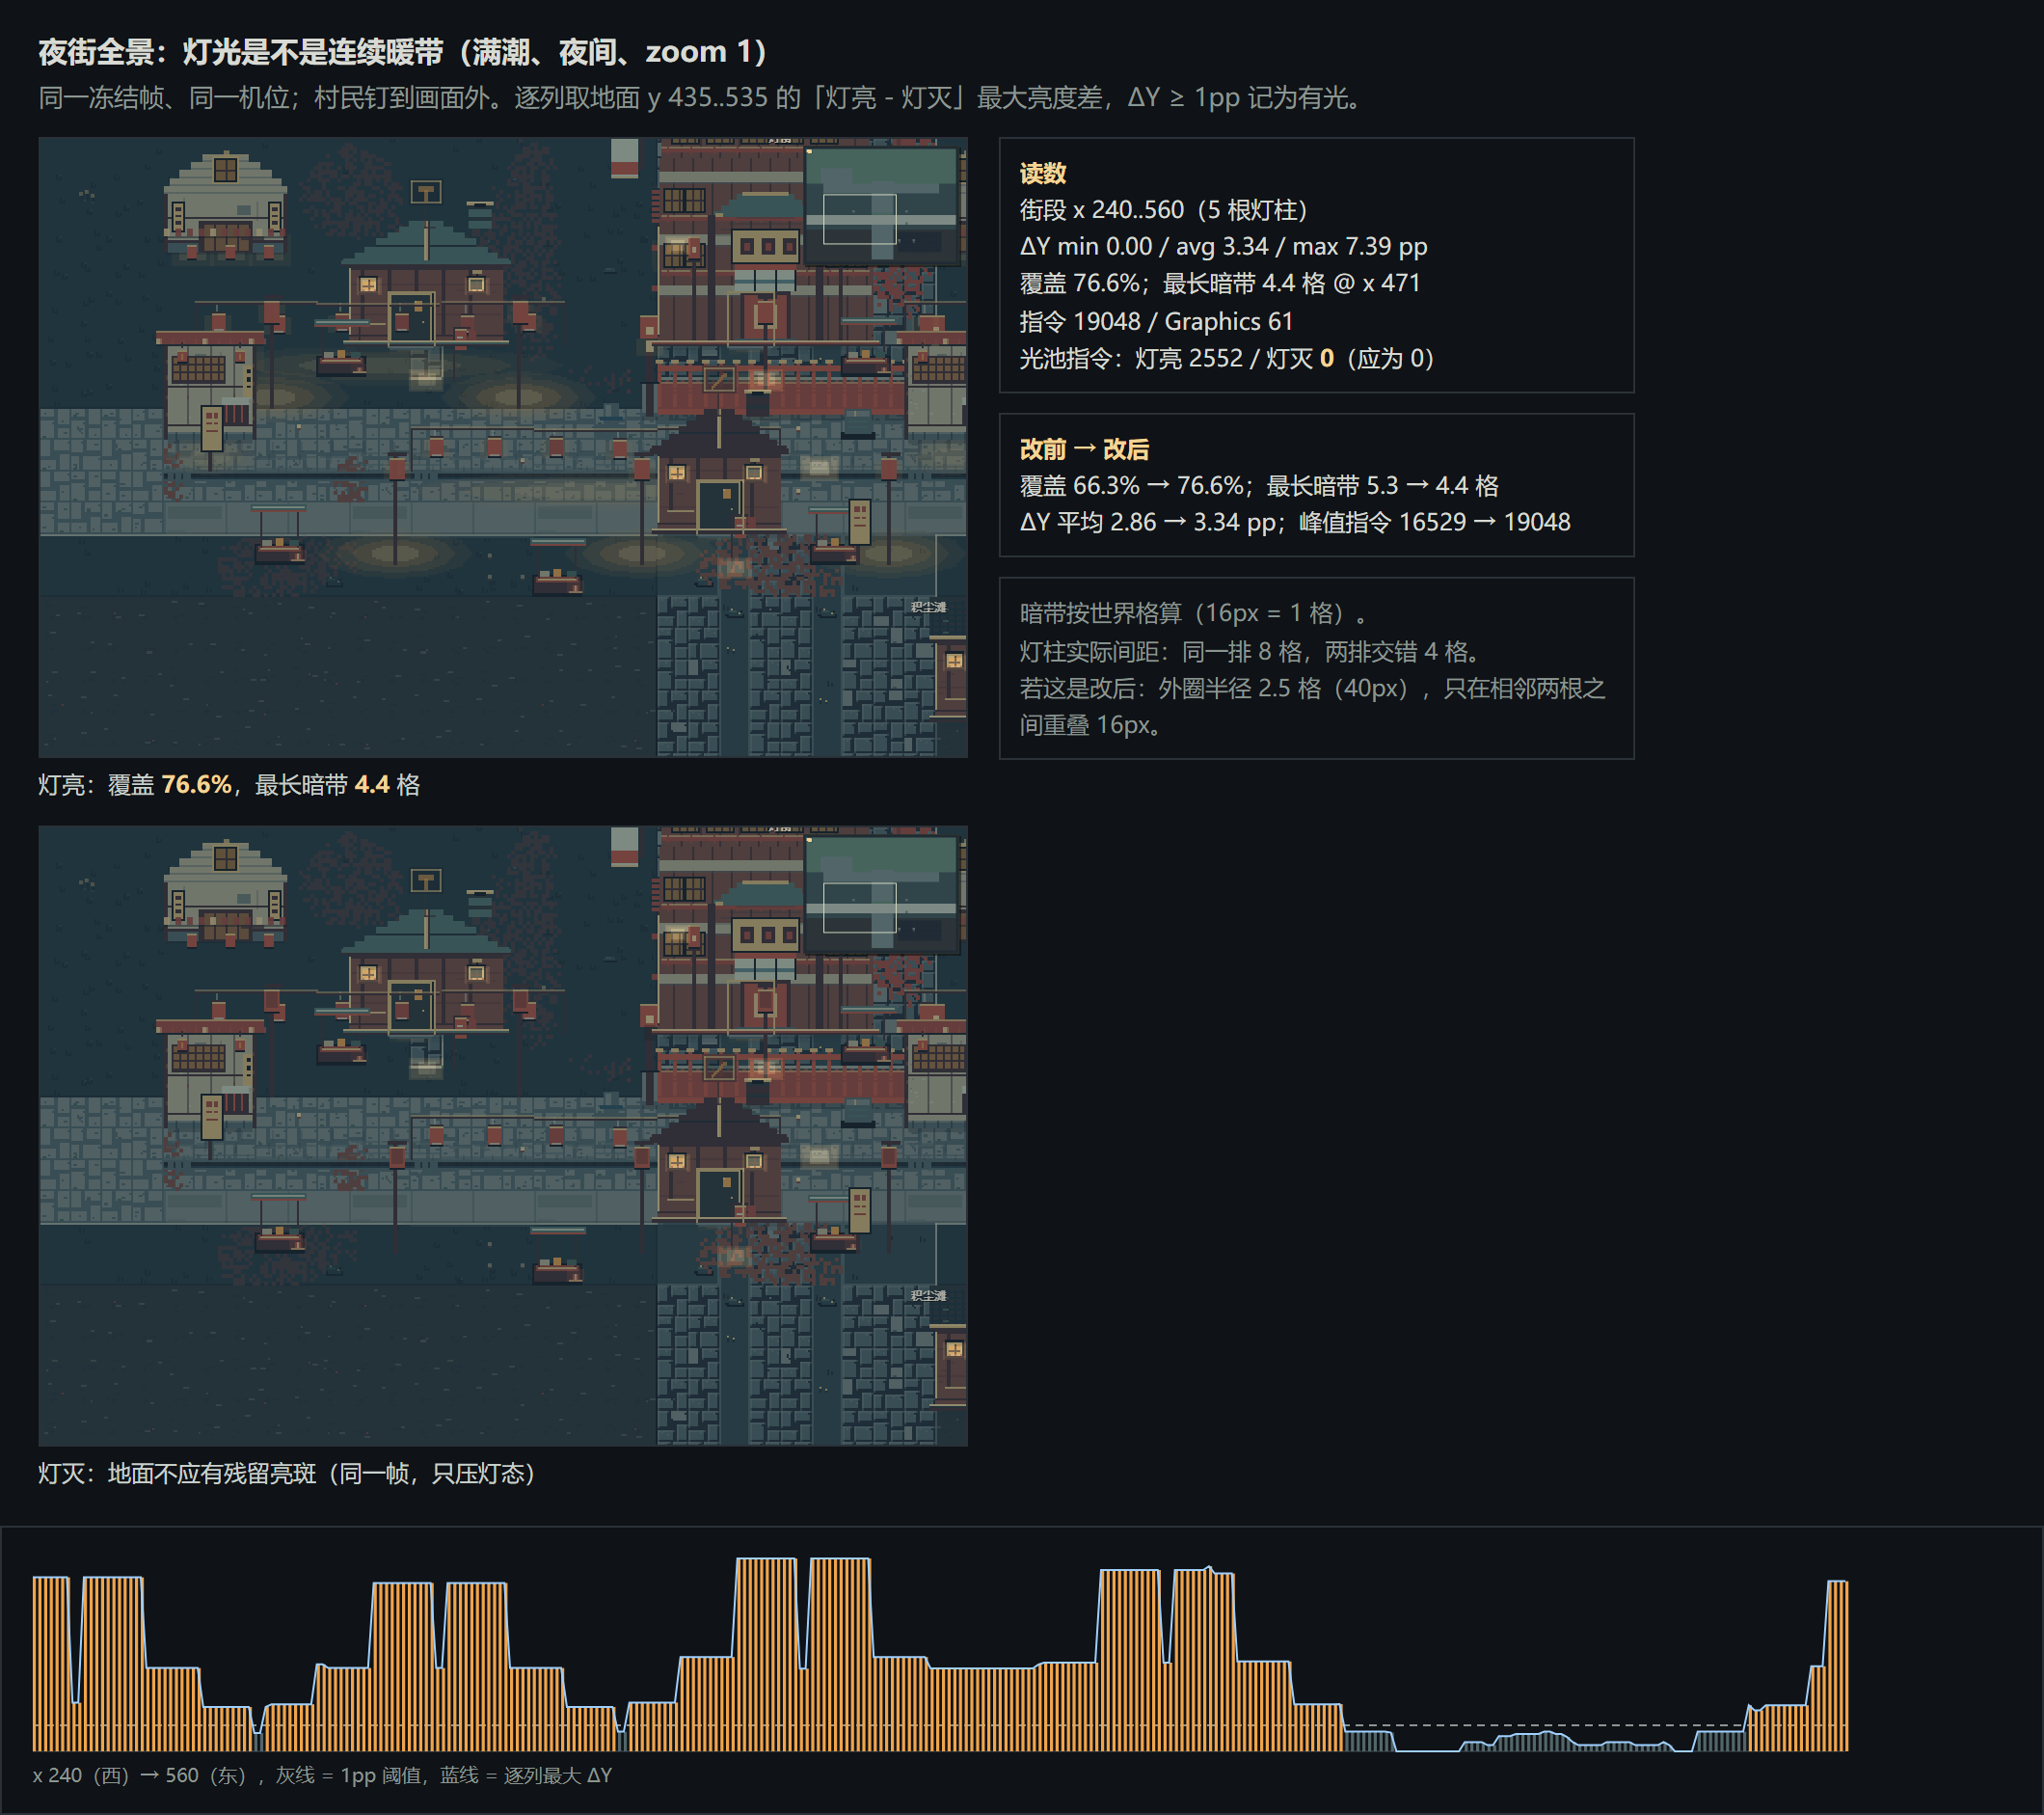 夜街全景：灯光是不是连续暖带（满潮、夜间、zoom 1）
同一冻结帧、同一机位；村民钉到画面外。逐列取地面 y 435..535 的「灯亮 - 灯灭」最大亮度差，ΔY ≥ 1pp 记为有光。
积尘滩
灯亮：覆盖 76.6%，最长暗带 4.4 格
读数
街段 x 240..560（5 根灯柱）
ΔY min 0.00 / avg 3.34 / max 7.39 pp
覆盖 76.6%；最长暗带 4.4 格 @ x 471
指令 19048 / Graphics 61
光池指令：灯亮 2552 / 灯灭 0（应为 0）
改前 → 改后
覆盖 66.3% → 76.6%；最长暗带 5.3 → 4.4 格
ΔY 平均 2.86 → 3.34 pp；峰值指令 16529 → 19048
暗带按世界格算（16px = 1 格）。
灯柱实际间距：同一排 8 格，两排交错 4 格。
若这是改后：外圈半径 2.5 格（40px），只在相邻两根之
间重叠 16px。
积尘滩
灯灭：地面不应有残留亮斑（同一帧，只压灯态）
x 240（西）→ 560（东），灰线 = 1pp 阈值，蓝线 = 逐列最大 ΔY